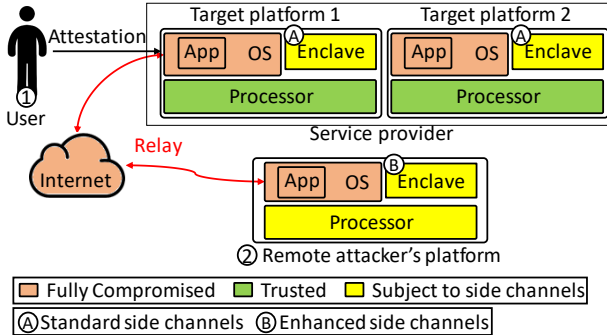 Target platform 1 Target platform 2
Attestation
A A
App OS Enclave App OS Enclave
Processor Processor
1
User
Service provider
Relay
B
Internet
App OS Enclave
Processor
2 Remote attacker's platform
Fully Compromised Trusted Subject to side channels
A Standard side channels B Enhanced side channels